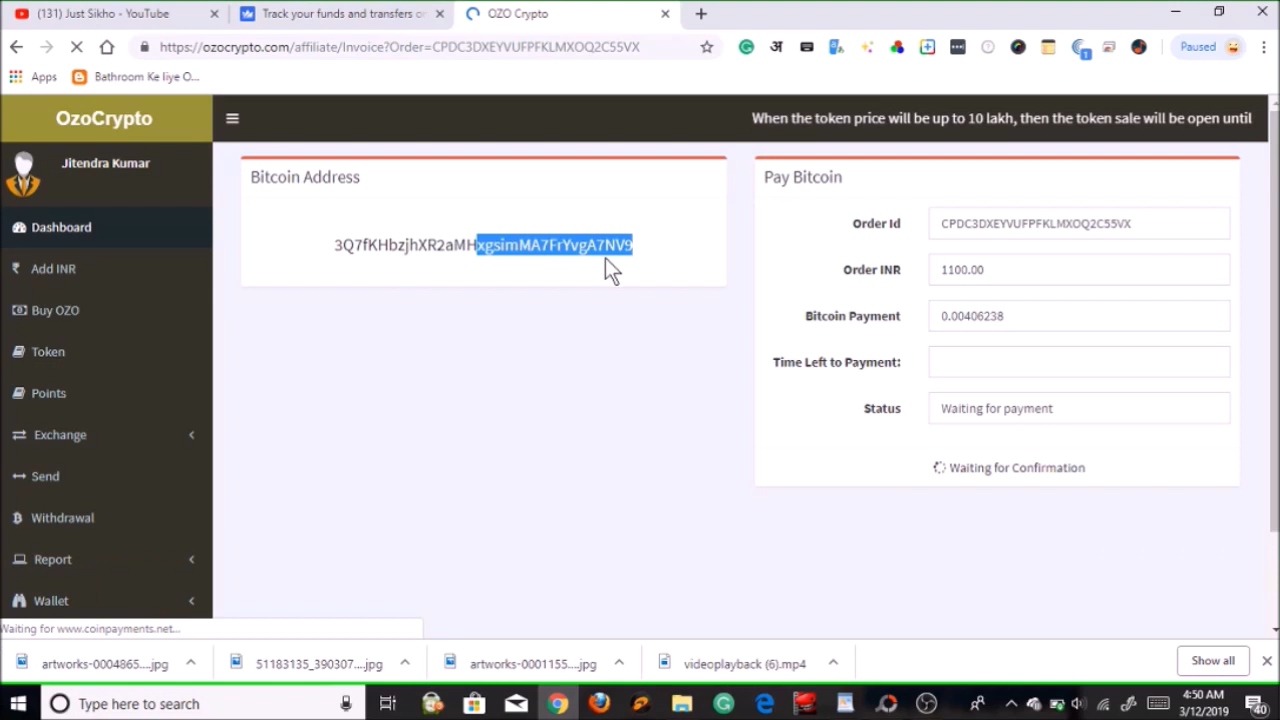 (131) Just Sikho - YouTube
Track your funds and transfers on
OZO Crypto
https://ozocrypto.com/affiliate/Invoice?Order=CPDC3DXEYVUFPFKLMXOQ2C55VX
अ
1
Paused
Apps
Bathroom Ke liye O...
OzoCrypto
When the token price will be up to 10 lakh, then the token sale will be open until
Jitendra Kumar
Dashboard
Add INR
Buy OZO
Token
Points
Exchange
Send
Withdrawal
Report
Wallet
Bitcoin Address
3Q7fKHbzjhXR2aMHxgsimMA7FrYvgA7NV9
Pay Bitcoin
Order Id CPDC3DXEYVUFPFKLMXOQ2C55VX
Order INR 1100.00
Bitcoin Payment 0.00406238
Time Left to Payment:
Status Waiting for payment
Waiting for Confirmation
Waiting for www.coinpayments.net...
artworks-0004865....jpg
51183135_390307....jpg
artworks-0001155....jpg
videoplayback (6).mp4
Show all
Type here to search
4:50 AM
3/12/2019
40